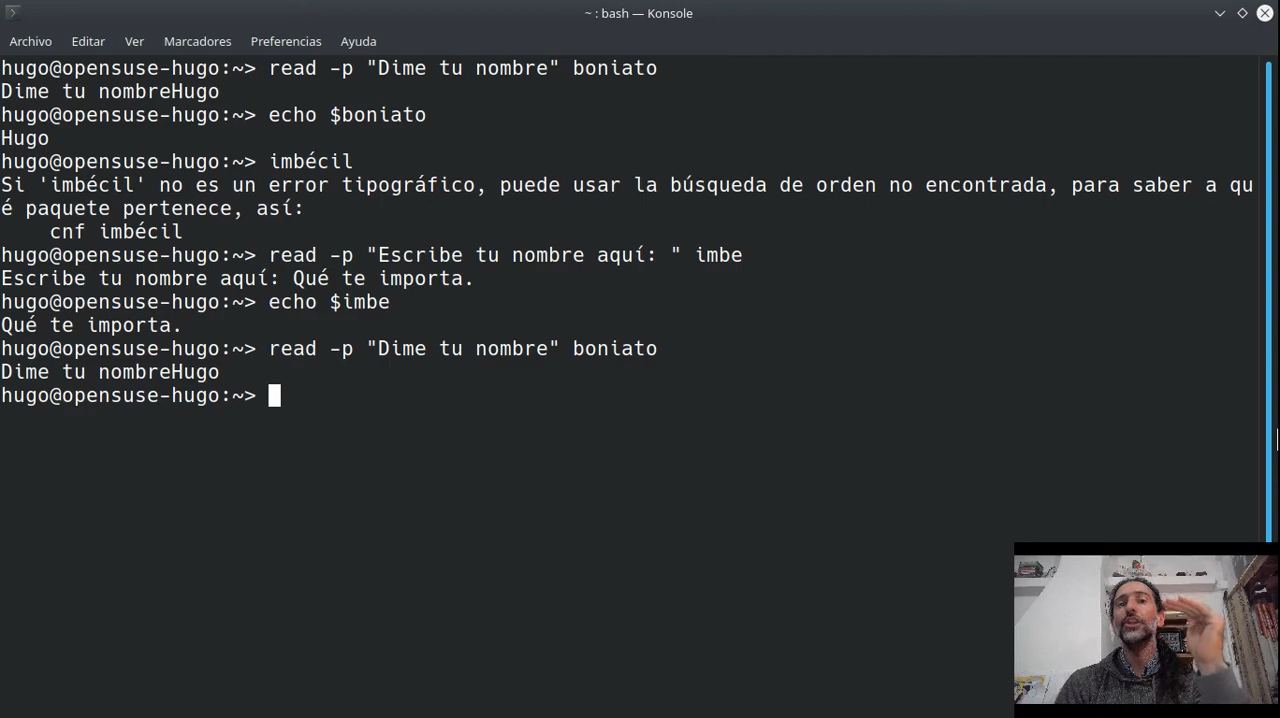 ~ : bash — Konsole
Archivo Editar Ver Marcadores Preferencias Ayuda
hugo@opensuse-hugo:~> read -p "Dime tu nombre" boniato
Dime tu nombreHugo
hugo@opensuse-hugo:~> echo $boniato
Hugo
hugo@opensuse-hugo:~> imbécil
Si 'imbécil' no es un error tipográfico, puede usar la búsqueda de orden no encontrada, para saber a qu
é paquete pertenece, así:
    cnf imbécil
hugo@opensuse-hugo:~> read -p "Escribe tu nombre aquí: " imbe
Escribe tu nombre aquí: Qué te importa.
hugo@opensuse-hugo:~> echo $imbe
Qué te importa.
hugo@opensuse-hugo:~> read -p "Dime tu nombre" boniato
Dime tu nombreHugo
hugo@opensuse-hugo:~>